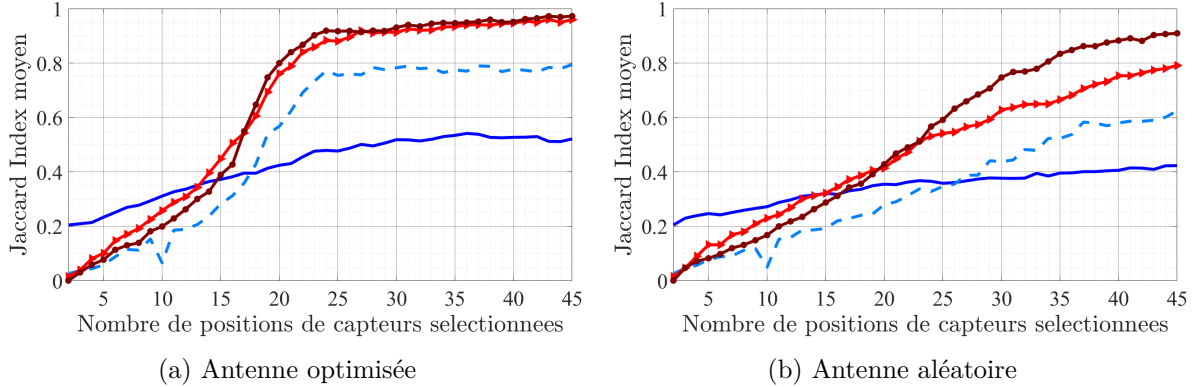 Jaccard Index moyen
1
0.8
0.6
0.4
0.2
0
5 10 15 20 25 30 35 40 45
Nombre de positions de capteurs selectionnees
(a) Antenne optimisée
Jaccard Index moyen
1
0.8
0.6
0.4
0.2
0
5 10 15 20 25 30 35 40 45
Nombre de positions de capteurs selectionnees
(b) Antenne aléatoire